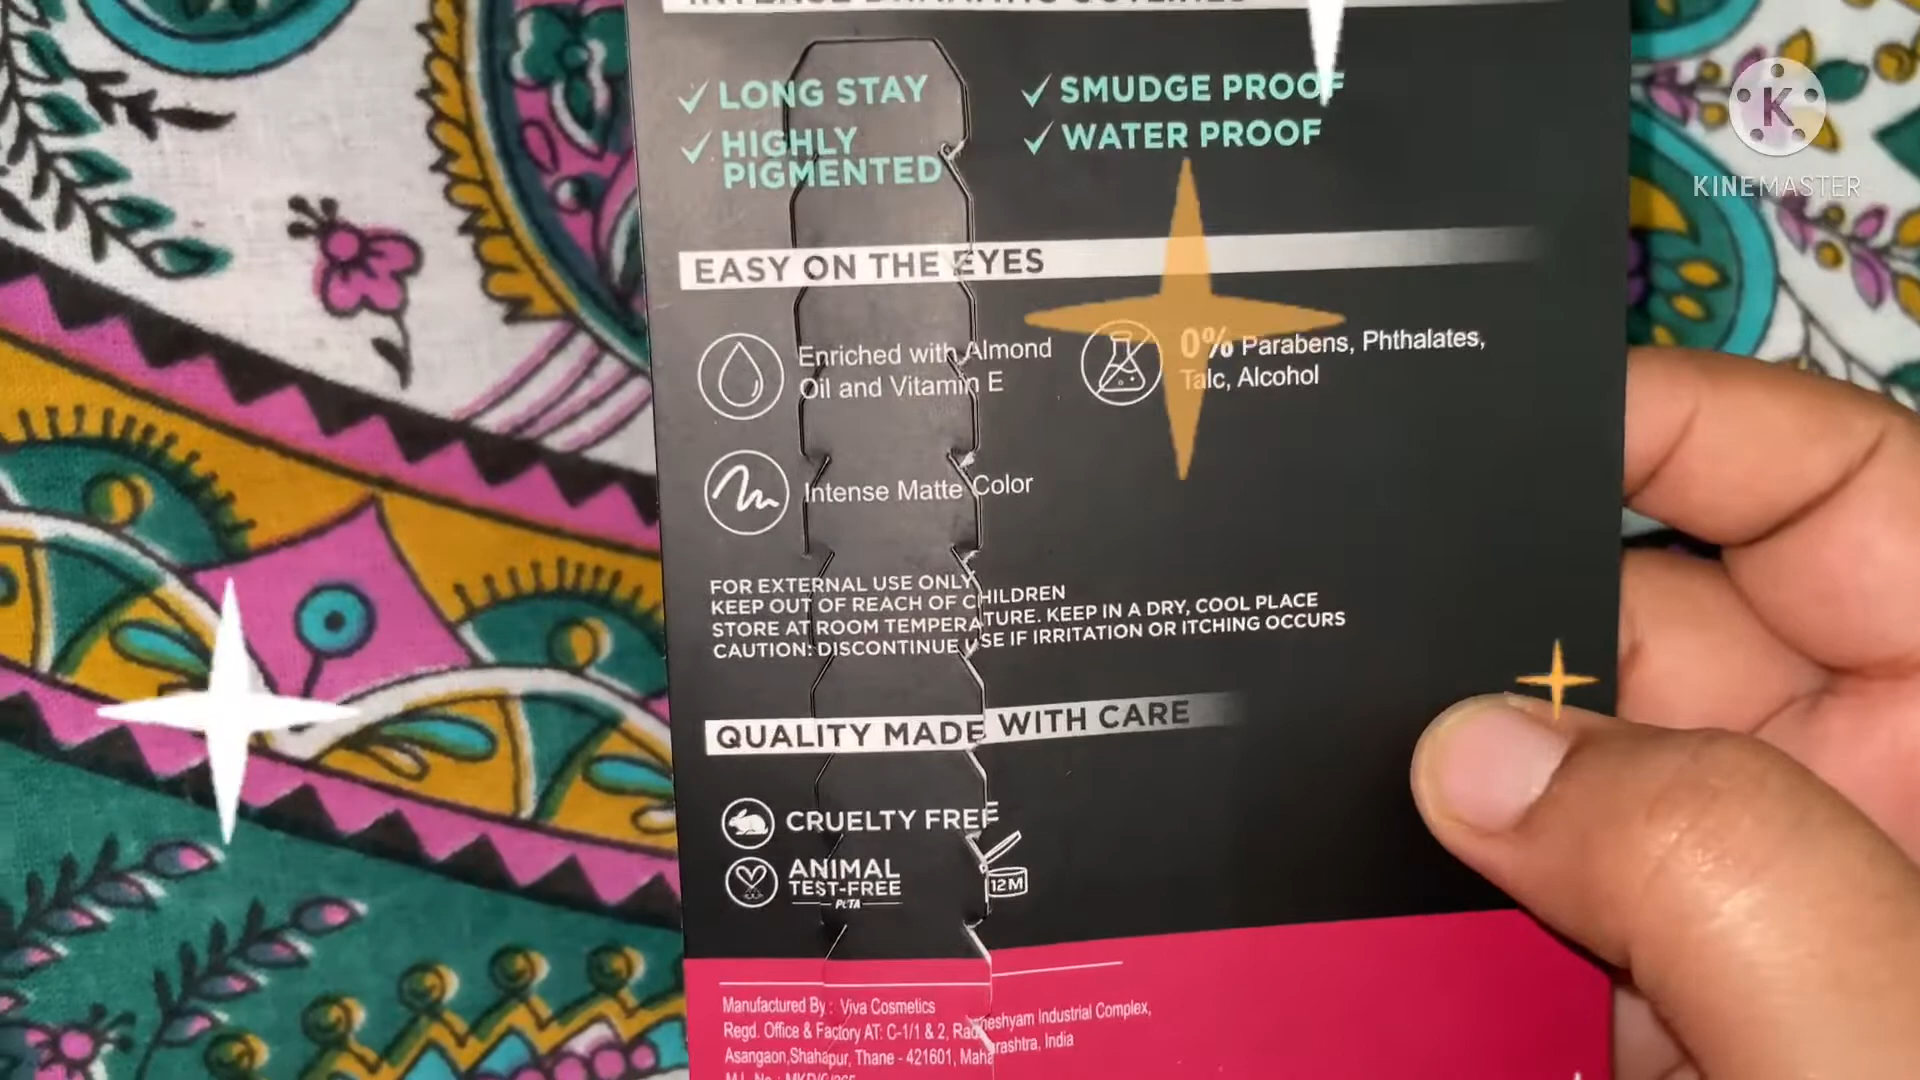 LONG STAY
SMUDGE PROOF
HIGHLY
PIGMENTED
WATER PROOF
KINEMASTER
EASY ON THE EYES
Enriched with Almond
Oil and Vitamin E
0% Parabens, Phthalates,
Talc, Alcohol
Intense Matte Color
FOR EXTERNAL USE ONLY
KEEP OUT OF REACH OF CHILDREN
STORE AT ROOM TEMPERATURE. KEEP IN A DRY, COOL PLACE
CAUTION: DISCONTINUE USE IF IRRITATION OR ITCHING OCCURS
QUALITY MADE WITH CARE
CRUELTY FREE
ANIMAL
TEST-FREE
PETA
12M
Manufactured By : Viva Cosmetics
Regd. Office & Factory AT: C-1/1 & 2, Radheshyam Industrial Complex,
Asangaon,Shahapur, Thane - 421601, Maharashtra, India